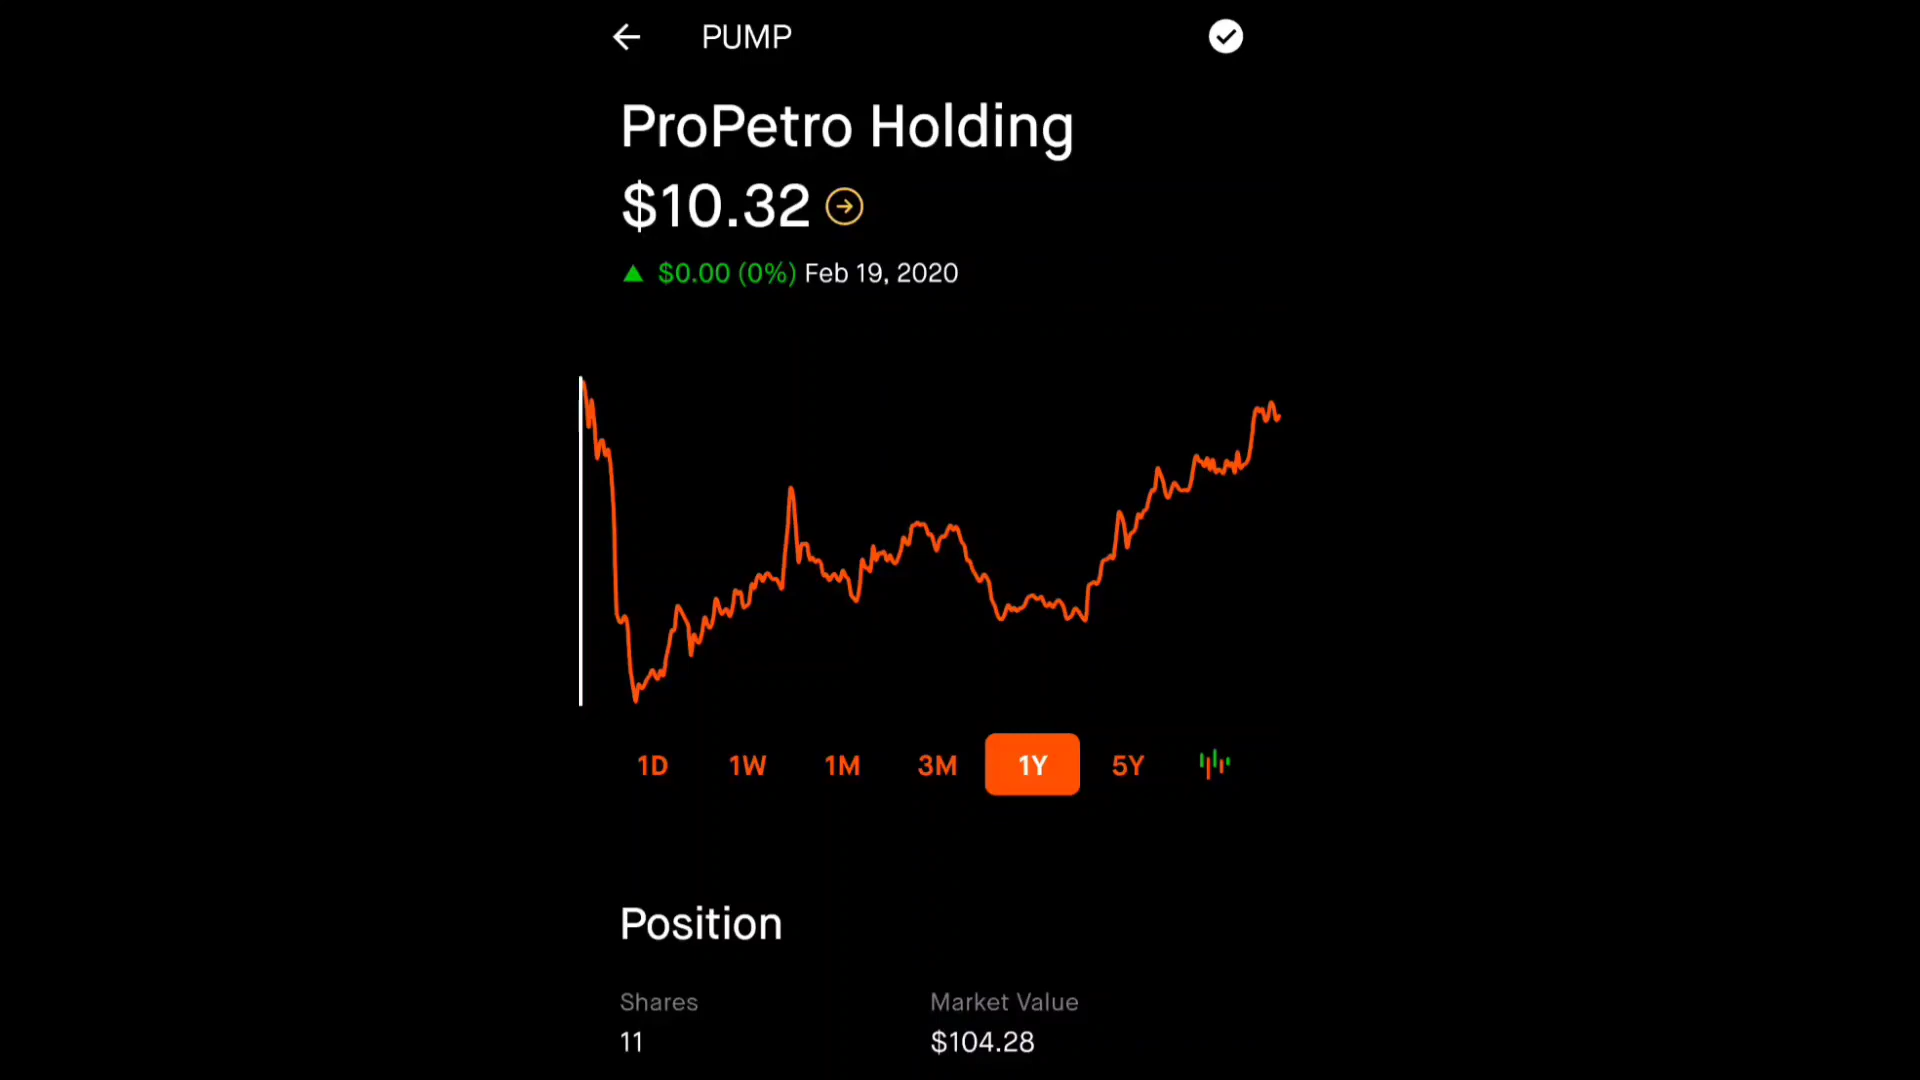 PUMP
ProPetro Holding
$10.32
$0.00 (0%) Feb 19, 2020
1D 1W 1M 3M 1Y 5Y
Position
Shares Market Value
11 $104.28